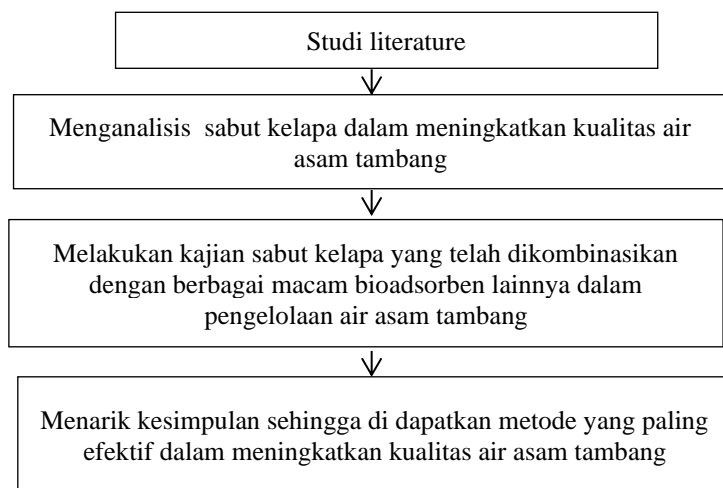 Studi literature
Menganalisis sabut kelapa dalam meningkatkan kualitas air
asam tambang
Melakukan kajian sabut kelapa yang telah dikombinasikan
dengan berbagai macam bioadsorben lainnya dalam
pengelolaan air asam tambang
Menarik kesimpulan sehingga di dapatkan metode yang paling
efektif dalam meningkatkan kualitas air asam tambang